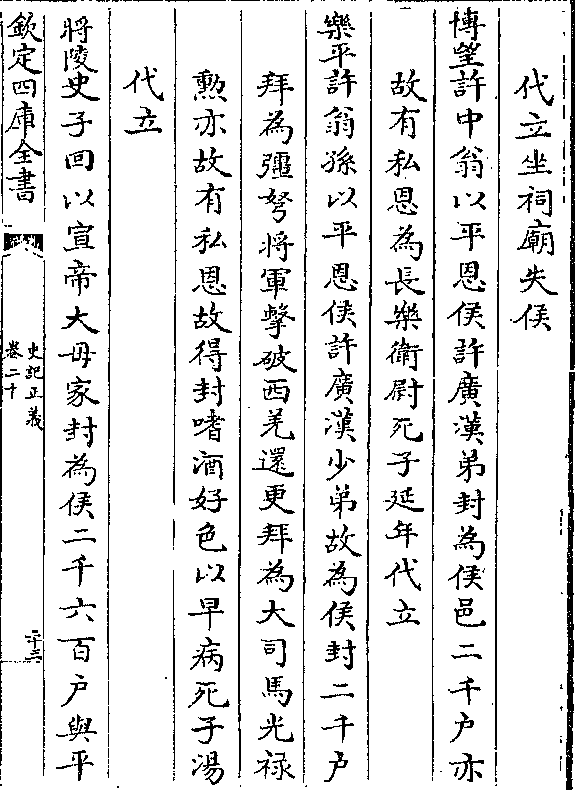 代立坐祠廟失侯
博望許中翁以平恩侯許廣漢弟封為侯邑二千户亦
故有私恩為長樂衛尉死子延年代立
樂平許翁孫以平恩侯許廣漢少弟故為侯封二千户
拜為彊弩將軍擊破西羌還更拜為大司馬光禄
勲亦故有私恩故得封嗜酒好色以早病死子湯
代立
將陵史子回以宣帝大母家封為侯二千六百户與平
欽定四庫全書
史記正義
卷二十
二十三